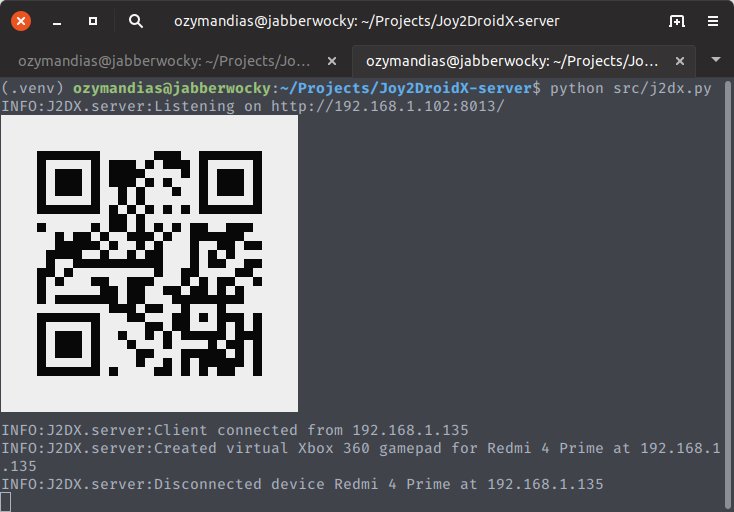 ozymandias@jabberwocky: ~/Projects/Joy2DroidX-server
ozymandias@jabberwocky: ~/Projects/Jo…
ozymandias@jabberwocky: ~/Projects/Jo…
(.venv) ozymandias@jabberwocky:~/Projects/Joy2DroidX-server$ python src/j2dx.py
INFO:J2DX.server:Listening on http://192.168.1.102:8013/
INFO:J2DX.server:Client connected from 192.168.1.135
INFO:J2DX.server:Created virtual Xbox 360 gamepad for Redmi 4 Prime at 192.168.1
.135
INFO:J2DX.server:Disconnected device Redmi 4 Prime at 192.168.1.135